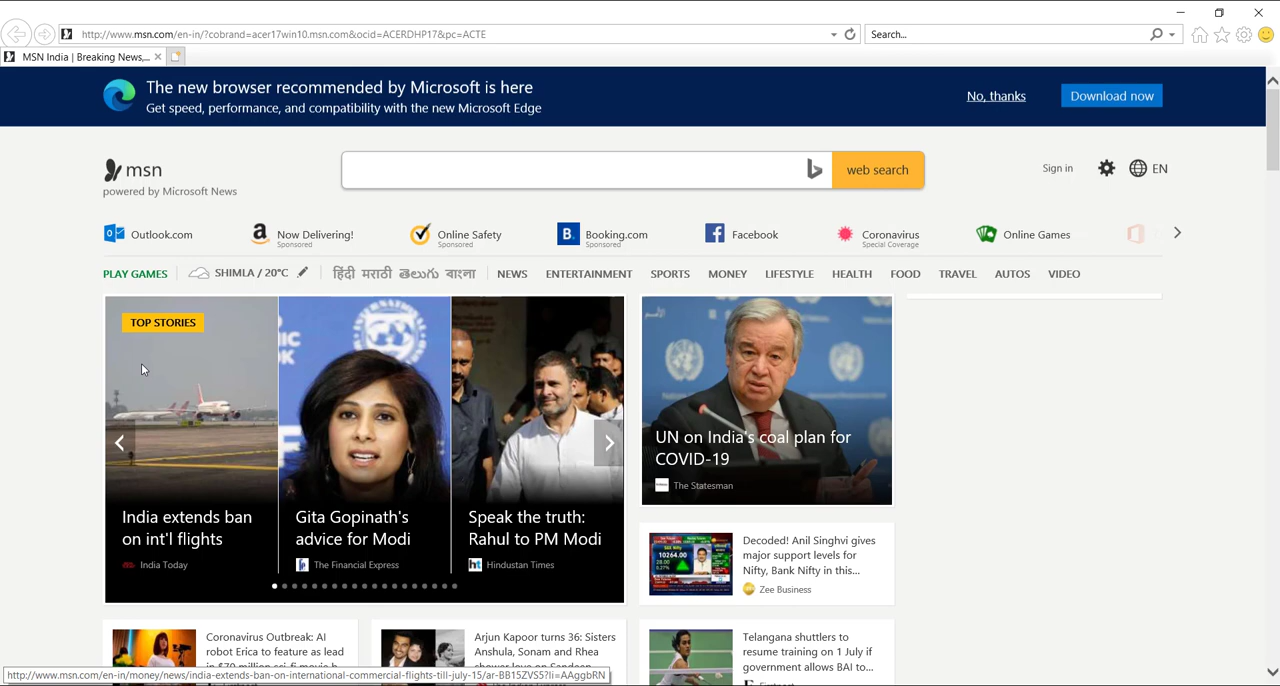 http://www.msn.com/en-in/?cobrand=acer17win10.msn.com&ocid=ACERDHP17&pc=ACTE
Search...
MSN India | Breaking News,...
The new browser recommended by Microsoft is here
Get speed, performance, and compatibility with the new Microsoft Edge
No, thanks
Download now
msn
powered by Microsoft News
web search
Sign in
EN
Outlook.com
Now Delivering!
Sponsored
Online Safety
Sponsored
Booking.com
Sponsored
Facebook
Coronavirus
Special Coverage
Online Games
PLAY GAMES
SHIMLA / 20°C
हिंदी मराठी తెలుగు বাংলা
NEWS ENTERTAINMENT SPORTS MONEY LIFESTYLE HEALTH FOOD TRAVEL AUTOS VIDEO
TOP STORIES
India extends ban
on int'l flights
India Today
Gita Gopinath's
advice for Modi
The Financial Express
Speak the truth:
Rahul to PM Modi
ht Hindustan Times
UN on India's coal plan for
COVID-19
The Statesman
10264.00
Decoded! Anil Singhvi gives
major support levels for
Nifty, Bank Nifty in this...
Zee Business
Coronavirus Outbreak: AI
robot Erica to feature as lead
Arjun Kapoor turns 36: Sisters
Anshula, Sonam and Rhea
Telangana shuttlers to
resume training on 1 July if
government allows BAI to...
http://www.msn.com/en-in/money/news/india-extends-ban-on-international-commercial-flights-till-july-15/ar-BB15ZVS5?li=AAggbRN